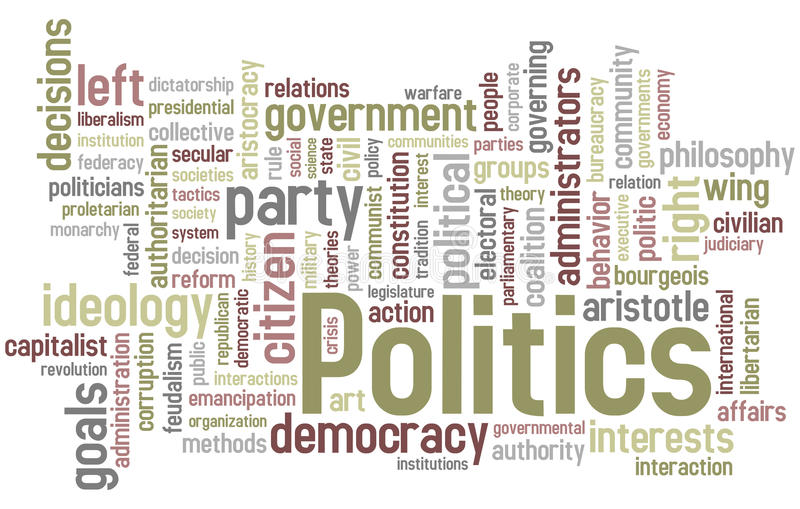 decisions
left
liberalism
institution
federacy
politicians
proletarian
monarchy
federal
authoritarian
dictatorship
presidential
collective
secular
societies
tactics
society
system
decision
reform
aristocracy
relations
government
rule
social
science
state
civil
policy
communities
warfare
people
corporate
governing
parties
groups
theory
administrators
bureaucracy
community
governments
economy
philosophy
relation
wing
right
civilian
judiciary
politic
executive
behavior
bourgeois
party
citizen
history
military
theories
power
communist
constitution
interest
tradition
political
electoral
parliamentary
coalition
legislature
action
aristotle
ideology
republican
democratic
crisis
Politics
international
libertarian
capitalist
revolution
goals
administration
corruption
feudalism
public
interactions
emancipation
organization
methods
art
democracy
institutions
governmental
authority
interests
affairs
interaction